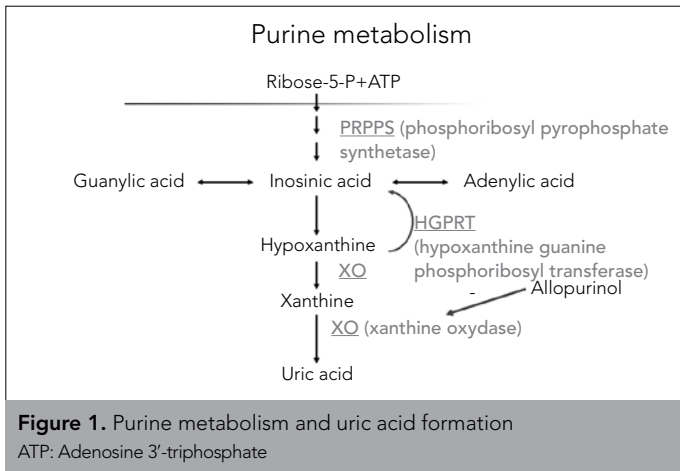 Purine metabolism
Ribose-5-P+ATP
PRPPS (phosphoribosyl pyrophosphate
synthetase)
Guanylic acid
Inosinic acid
Adenylic acid
HGPRT
(hypoxanthine guanine
phosphoribosyl transferase)
Hypoxanthine
XO
-
Allopurinol
Xanthine
XO (xanthine oxydase)
Uric acid
Figure 1. Purine metabolism and uric acid formation
ATP: Adenosine 3′-triphosphate